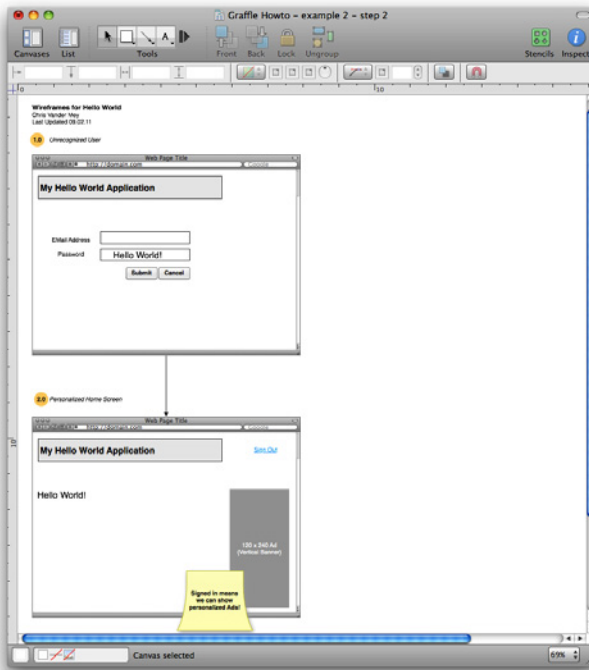 Graffle Howto – example 2 – step 2
Canvases List Tools Front Back Lock Ungroup Stencils Inspect
0 10
Wireframes for Hello World
Chris Vander Mey
Last Updated 09.02.11
1.0 Unrecognized User
Web Page Title
http://domain.com Google
My Hello World Application
EMail Address
Password Hello World!
Submit Cancel
2.0 Personalized Home Screen
10
Web Page Title
http://domain.com Google
My Hello World Application Sign Out
Hello World!
120 x 240 Ad
(Vertical Banner)
Signed in means
we can show
personalized Ads!
Canvas selected 69%